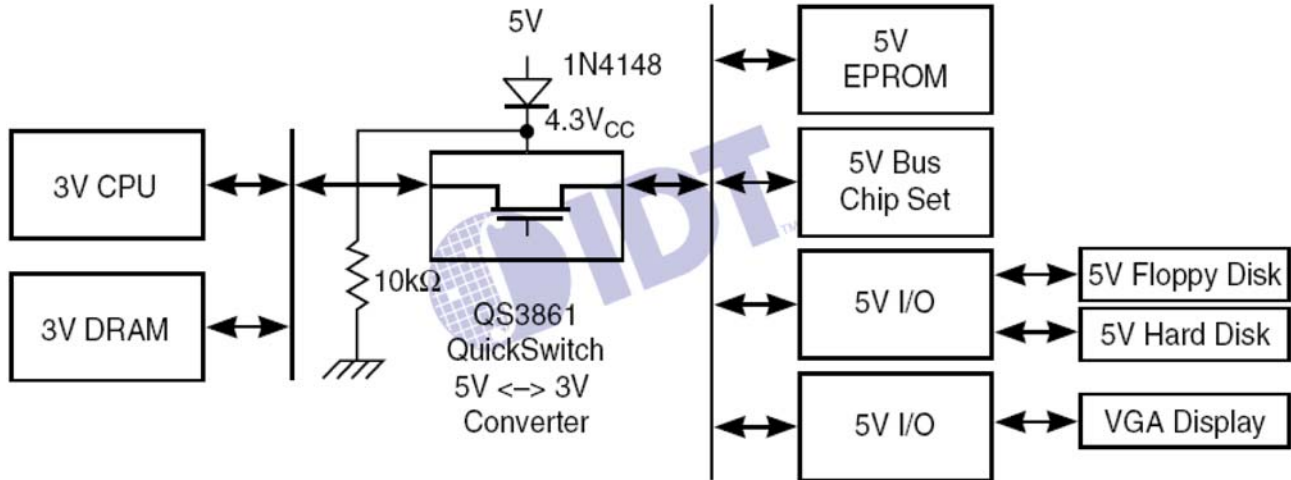 5V
1N4148
4.3VCC
3V CPU
3V DRAM
10kΩ
QS3861
QuickSwitch
5V <–> 3V
Converter
IDT
TM
5V
EPROM
5V Bus
Chip Set
5V I/O
5V Floppy Disk
5V Hard Disk
5V I/O
VGA Display